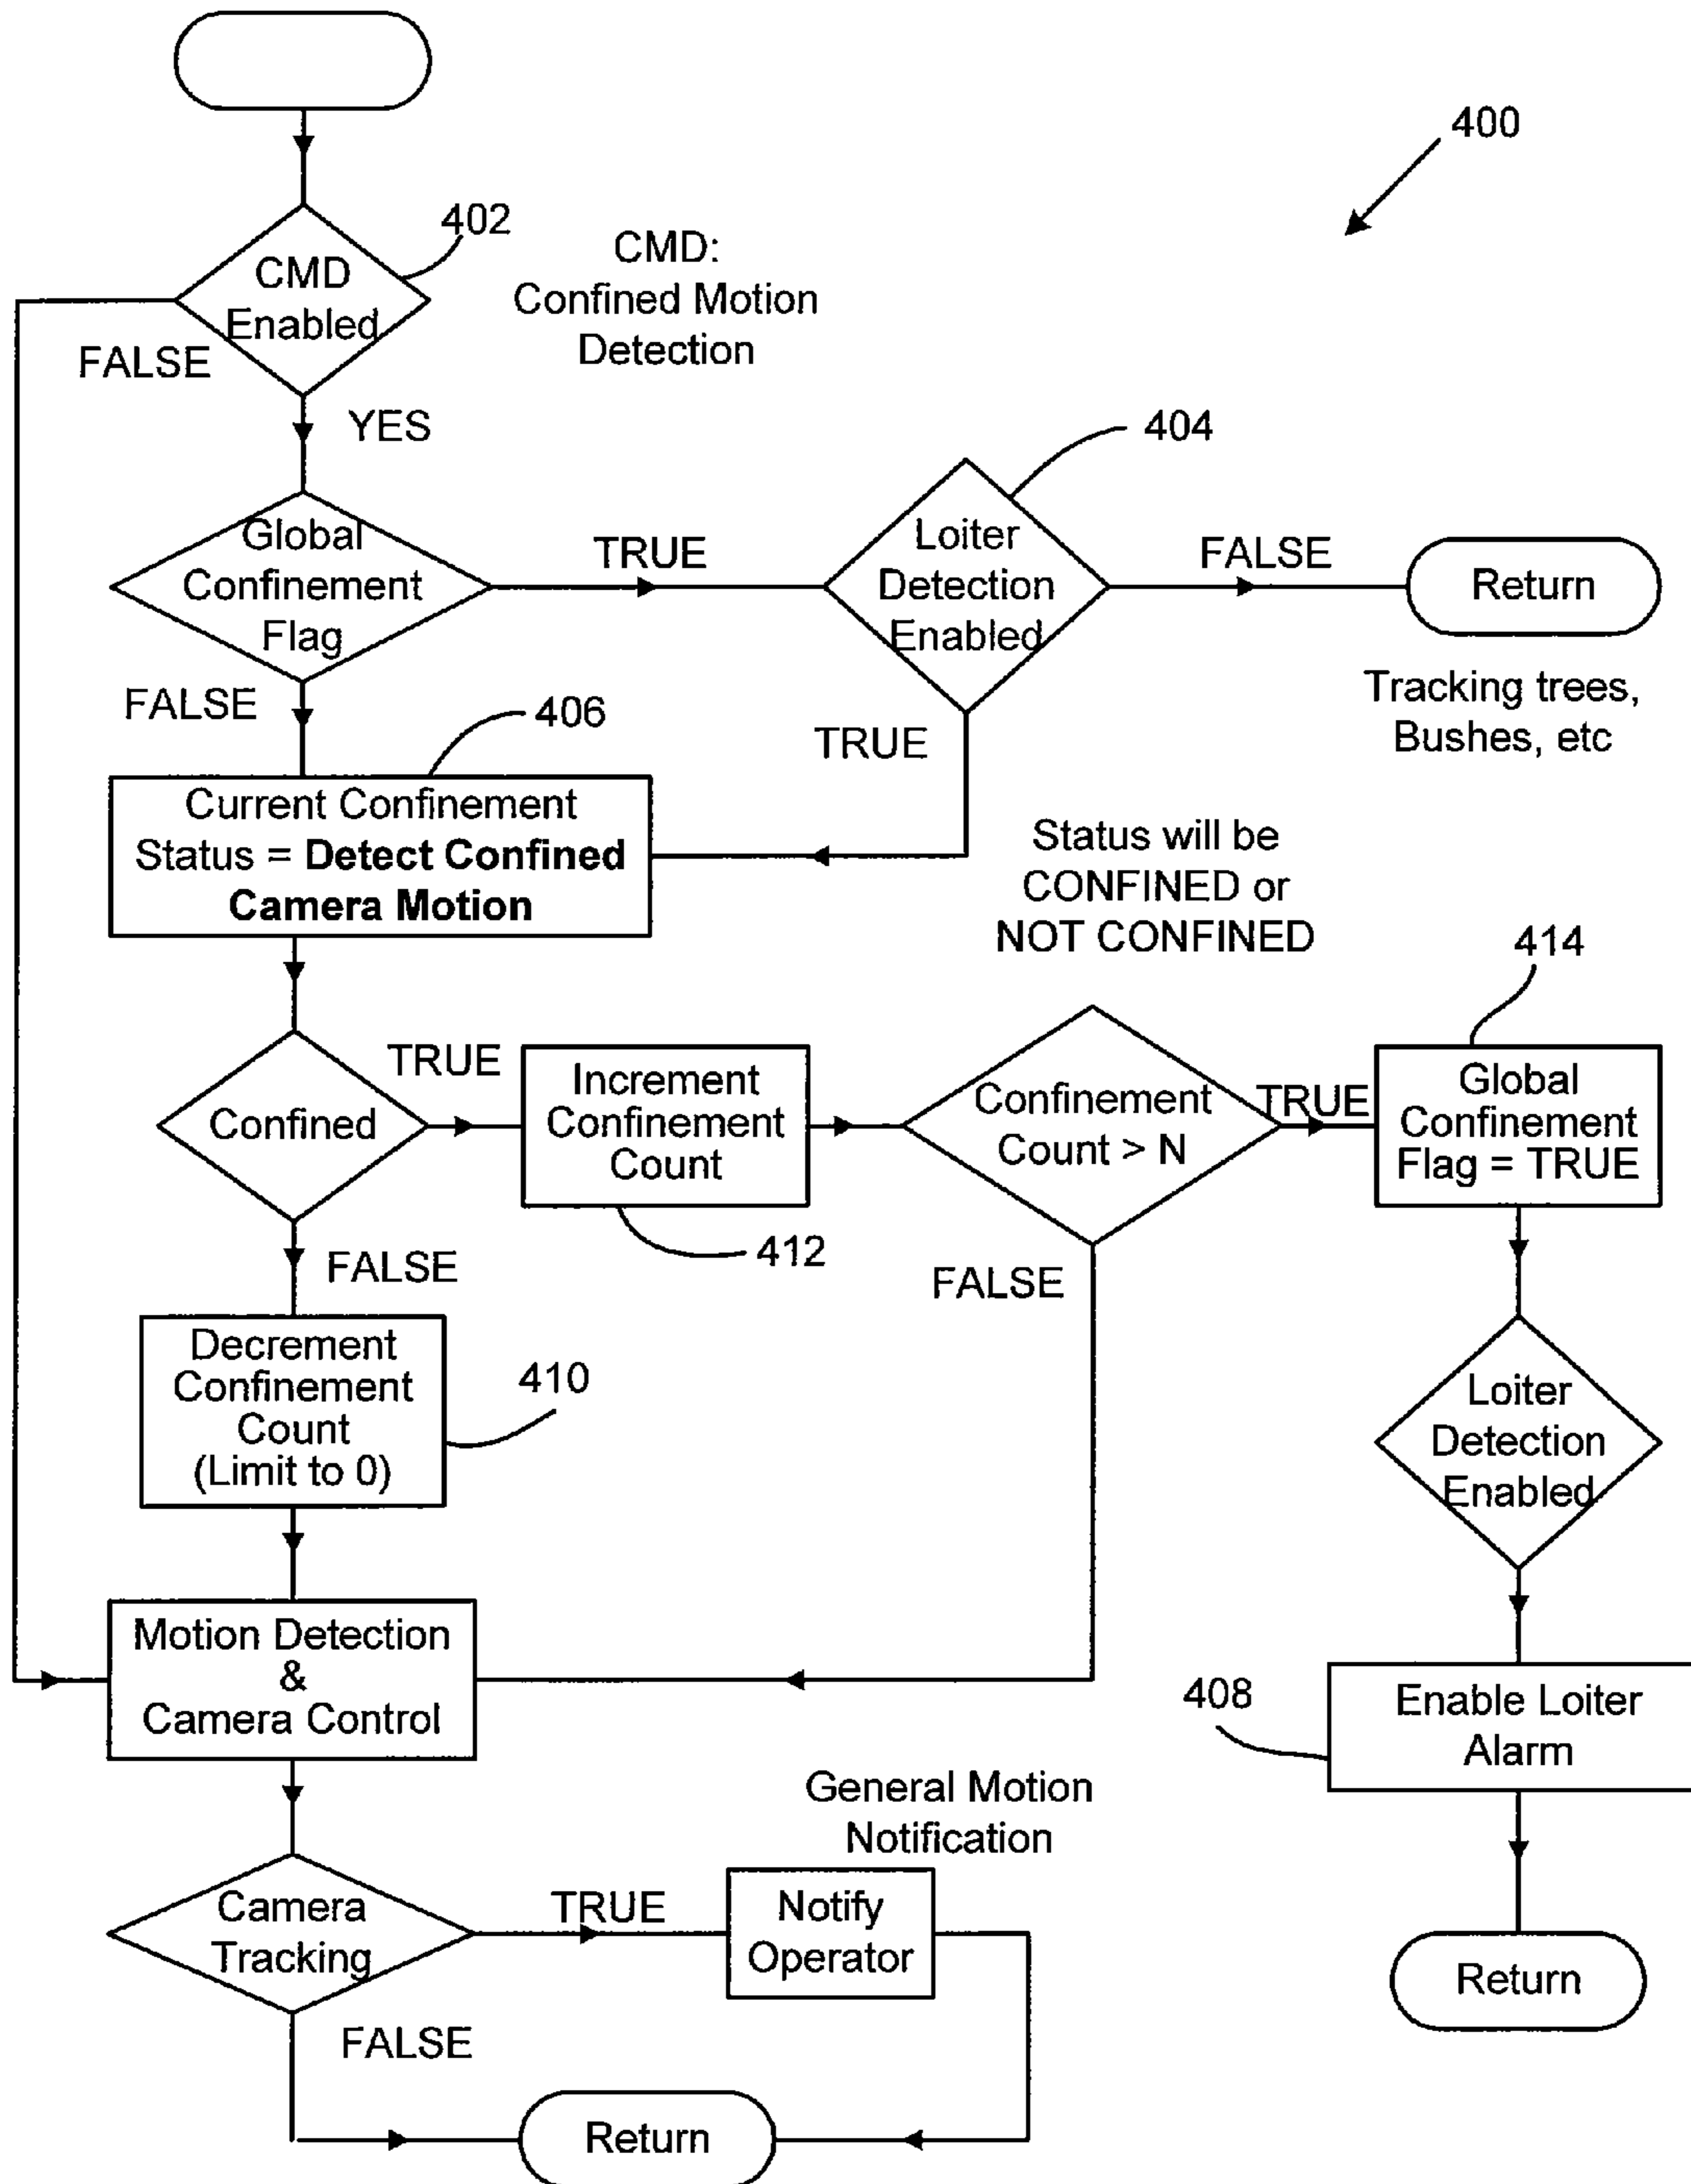 400
402
CMD
Enabled
CMD:
Confined Motion
Detection
FALSE
YES
404
Global
Confinement
Flag
TRUE
Loiter
Detection
Enabled
FALSE
Return
Tracking trees,
Bushes, etc
FALSE
406
TRUE
Current Confinement
Status = Detect Confined
Camera Motion
Status will be
CONFINED or
NOT CONFINED
414
Confined
TRUE
Increment
Confinement
Count
412
Confinement
Count > N
TRUE
Global
Confinement
Flag = TRUE
FALSE
FALSE
Decrement
Confinement
Count
(Limit to 0)
410
Loiter
Detection
Enabled
Motion Detection
&
Camera Control
408
Enable Loiter
Alarm
General Motion
Notification
Camera
Tracking
TRUE
Notify
Operator
Return
FALSE
Return